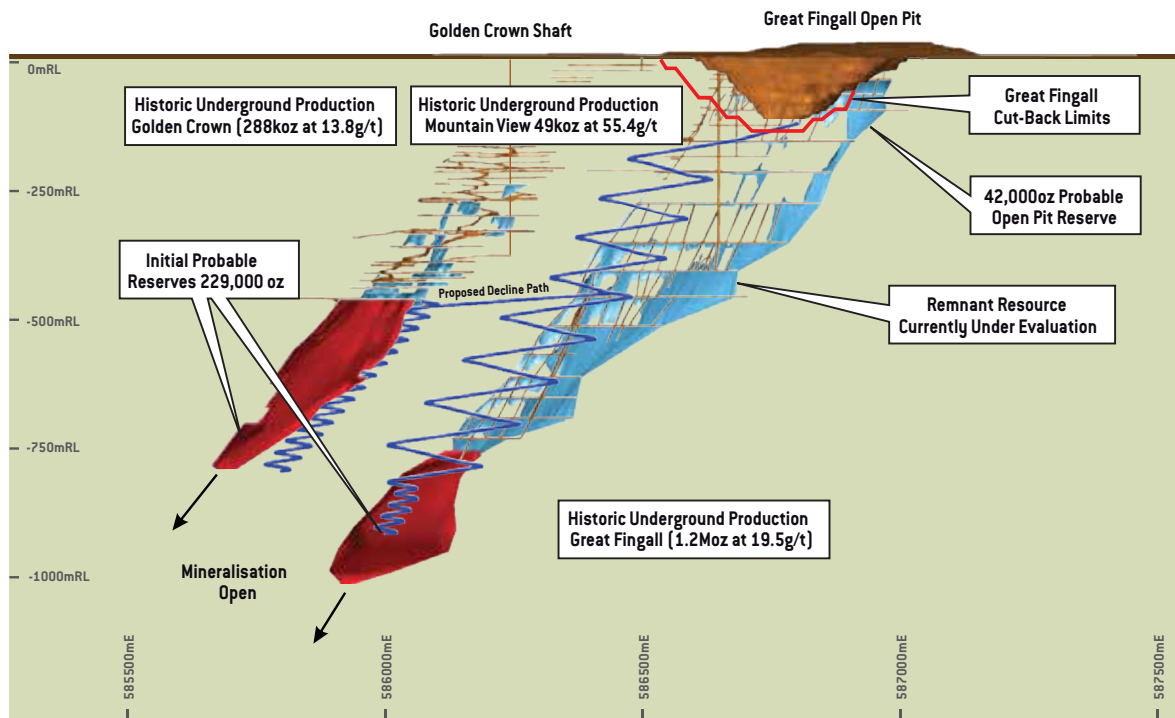 Golden Crown Shaft
Great Fingall Open Pit
0mRL
Historic Underground Production
Golden Crown (288koz at 13.8g/t)
Historic Underground Production
Mountain View 49koz at 55.4g/t
Great Fingall
Cut-Back Limits
-250mRL
42,000oz Probable
Open Pit Reserve
Initial Probable
Reserves 229,000 oz
Proposed Decline Path
Remnant Resource
Currently Under Evaluation
-500mRL
-750mRL
Historic Underground Production
Great Fingall (1.2Moz at 19.5g/t)
Mineralisation
Open
-1000mRL
585500mE
586000mE
586500mE
587000mE
587500mE